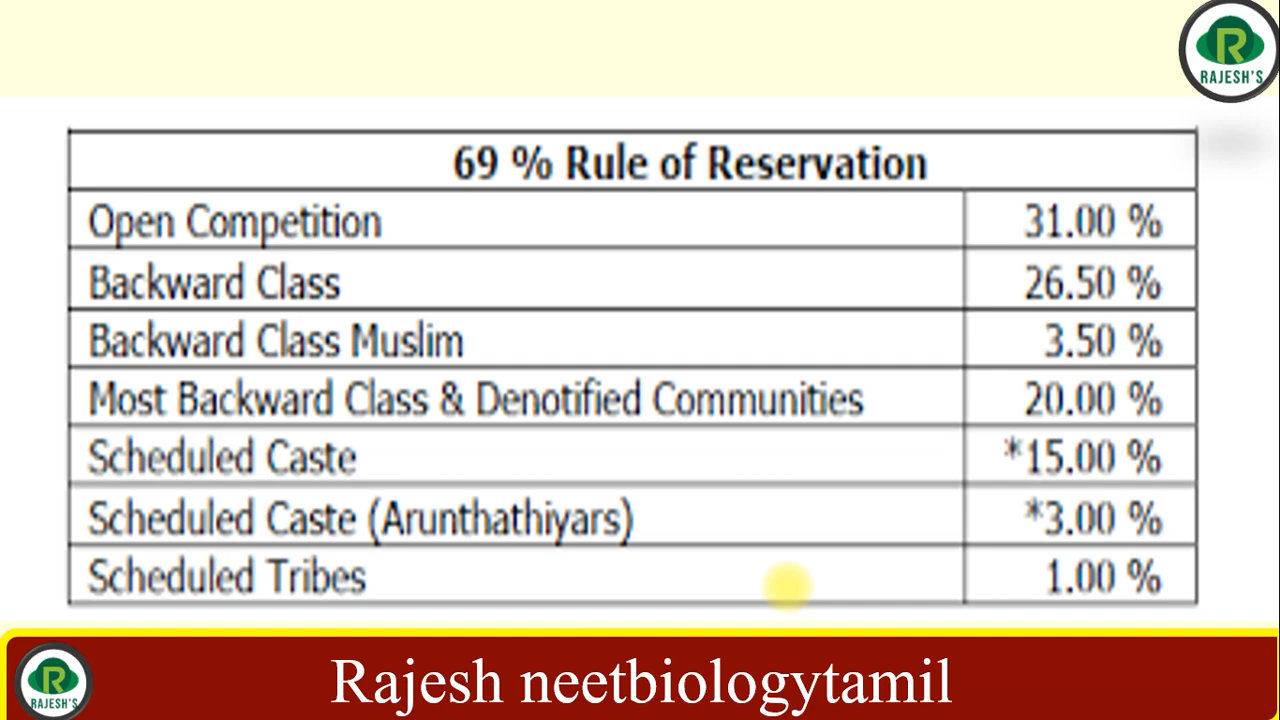 R
RAJESH'S
69 % Rule of Reservation
Open Competition 31.00 %
Backward Class 26.50 %
Backward Class Muslim 3.50 %
Most Backward Class & Denotified Communities 20.00 %
Scheduled Caste *15.00 %
Scheduled Caste (Arunthathiyars) *3.00 %
Scheduled Tribes 1.00 %
R
RAJESH'S
Rajesh neetbiologytamil